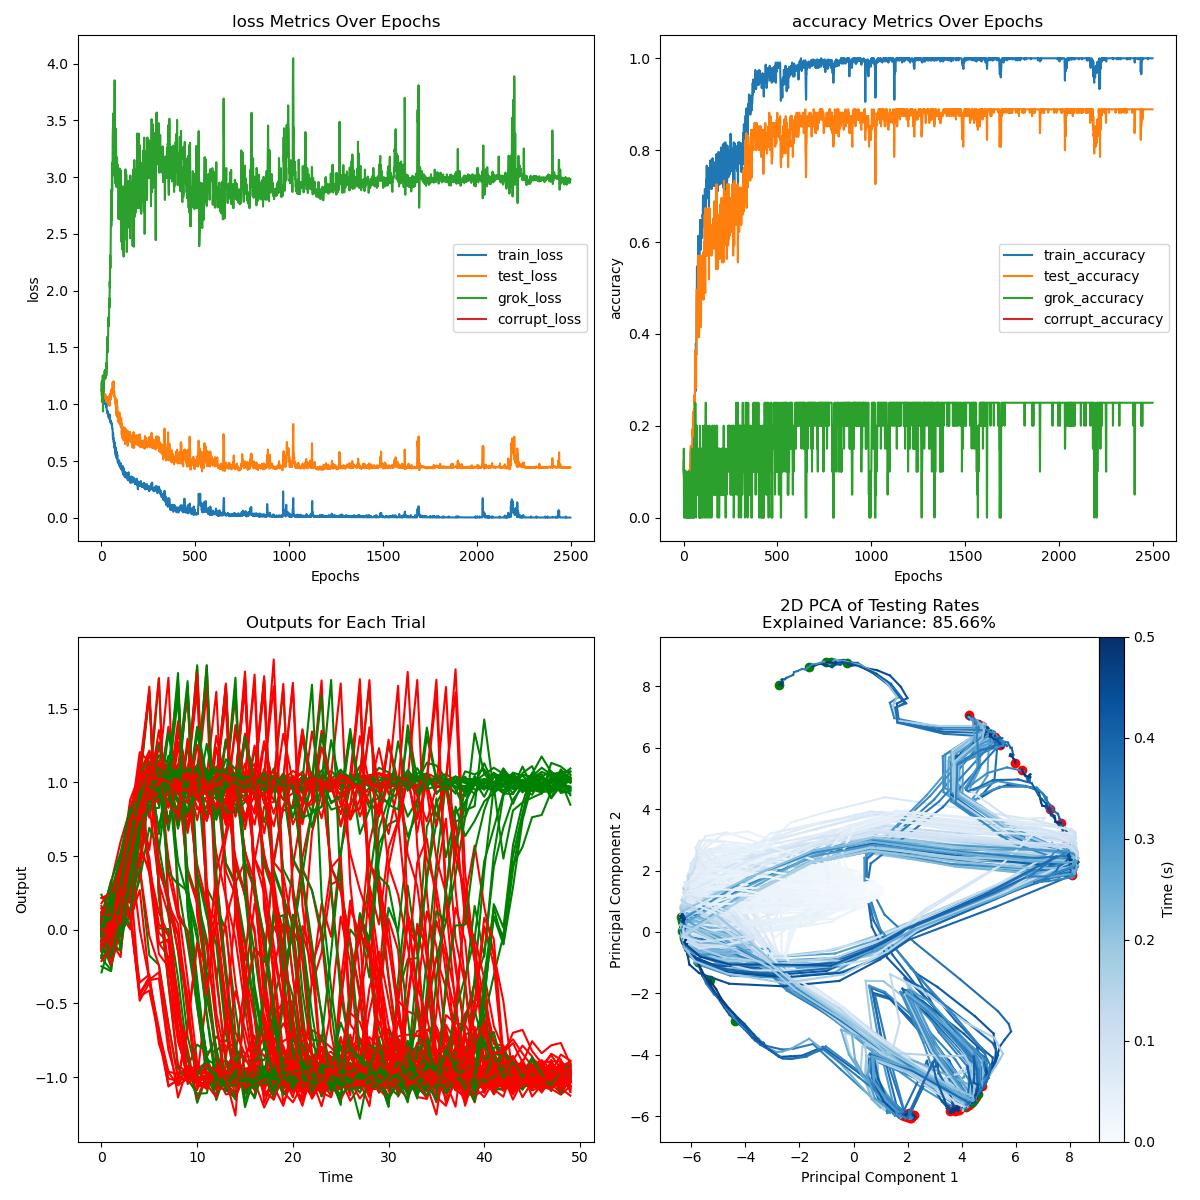 loss Metrics Over Epochs
4.0
3.5
3.0
2.5
2.0
1.5
1.0
0.5
0.0
loss
train_loss
test_loss
grok_loss
corrupt_loss
0 500 1000 1500 2000 2500
Epochs
accuracy Metrics Over Epochs
1.0
0.8
0.6
0.4
0.2
0.0
accuracy
train_accuracy
test_accuracy
grok_accuracy
corrupt_accuracy
0 500 1000 1500 2000 2500
Epochs
Outputs for Each Trial
1.5
1.0
0.5
0.0
−0.5
−1.0
Output
0 10 20 30 40 50
Time
2D PCA of Testing Rates
Explained Variance: 85.66%
8
6
4
2
0
−2
−4
−6
Principal Component 2
−6 −4 −2 0 2 4 6 8
Principal Component 1
0.5
0.4
0.3
0.2
0.1
0.0
Time (s)